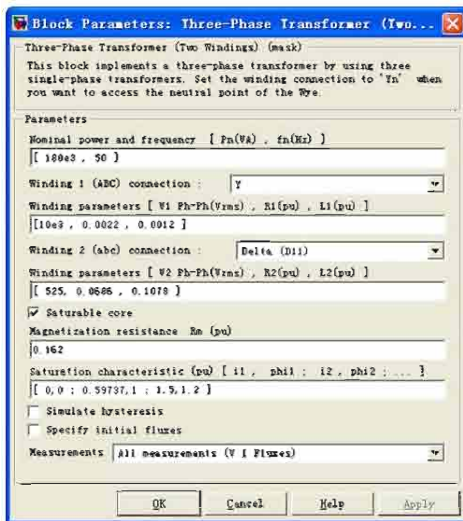 Block Parameters: Three-Phase Transformer (Two...
Three-Phase Transformer (Two Windings) (mask)
This block implements a three-phase transformer by using three
single-phase transformers. Set the winding connection to 'Yn' when
you want to access the neutral point of the Wye.
Parameters
Nominal power and frequency [ Pn(VA) , fn(Hz) ]
[ 180e3 , 50 ]
Winding 1 (ABC) connection : Y
Winding parameters [ V1 Ph-Ph(Vrms) , R1(pu) , L1(pu) ]
[10e3 , 0.0022 , 0.0012 ]
Winding 2 (abc) connection : Delta (D11)
Winding parameters [ V2 Ph-Ph(Vrms) , R2(pu) , L2(pu) ]
[ 525, 0.0686 , 0.1078 ]
Saturable core
Magnetization resistance Rm (pu)
0.162
Saturation characteristic (pu) [ i1 , phi1 ; i2 , phi2 ; ... ]
[ 0,0 ; 0.59737,1 ; 1.5,1.2 ]
Simulate hysteresis
Specify initial fluxes
Measurements All measurements (V I Fluxes)
OK Cancel Help Apply